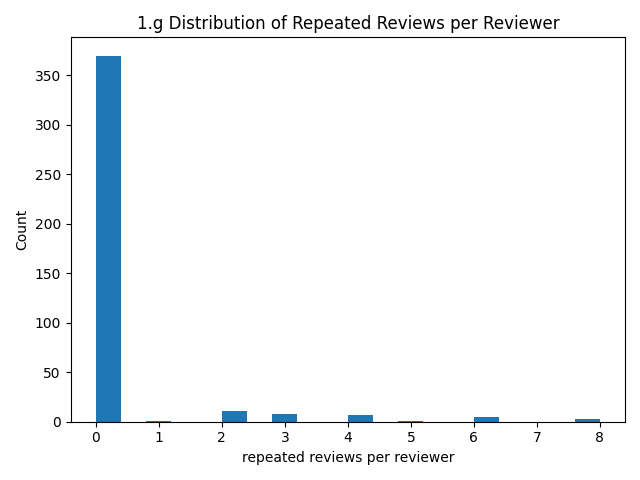 1.g Distribution of Repeated Reviews per Reviewer
Count
350
300
250
200
150
100
50
0
0 1 2 3 4 5 6 7 8
repeated reviews per reviewer